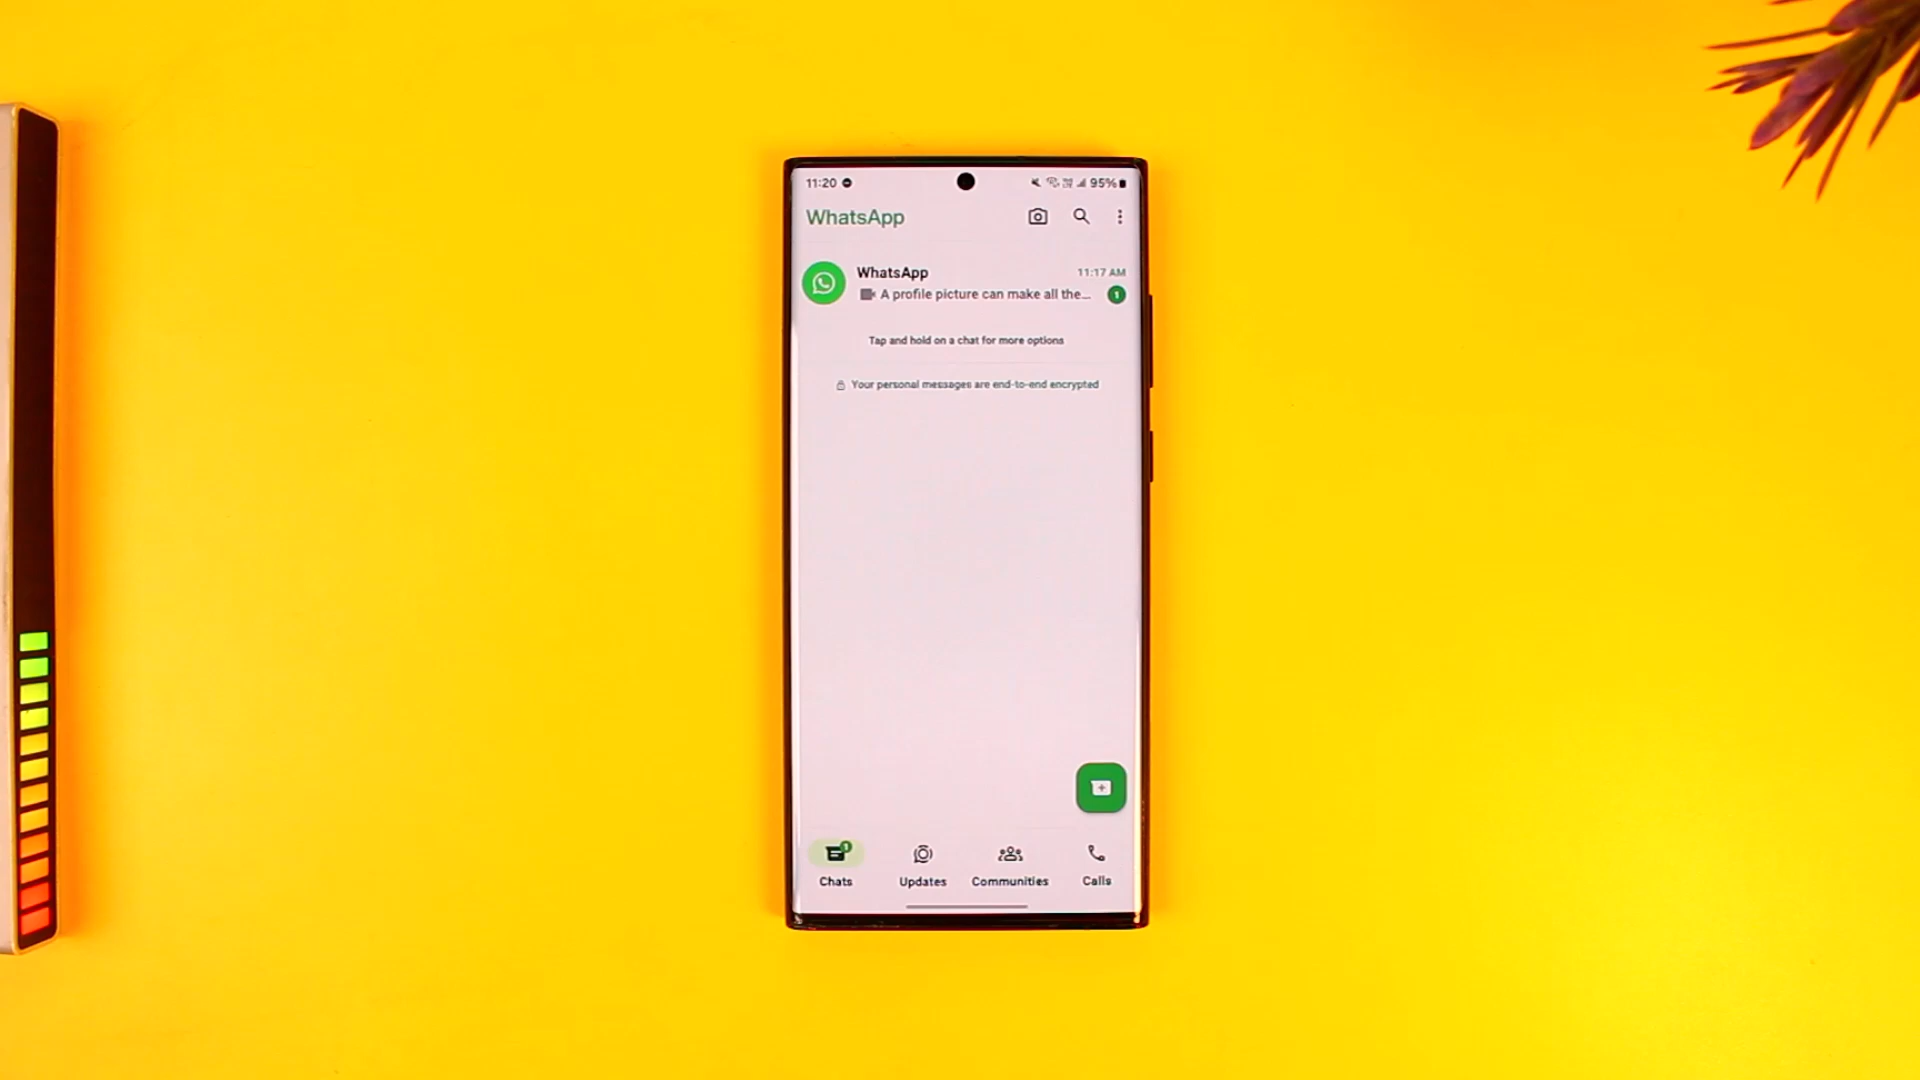 11:20
95%
WhatsApp
WhatsApp
11:17 AM
A profile picture can make all the...
1
Tap and hold on a chat for more options
Your personal messages are end-to-end encrypted
1
Chats
Updates
Communities
Calls